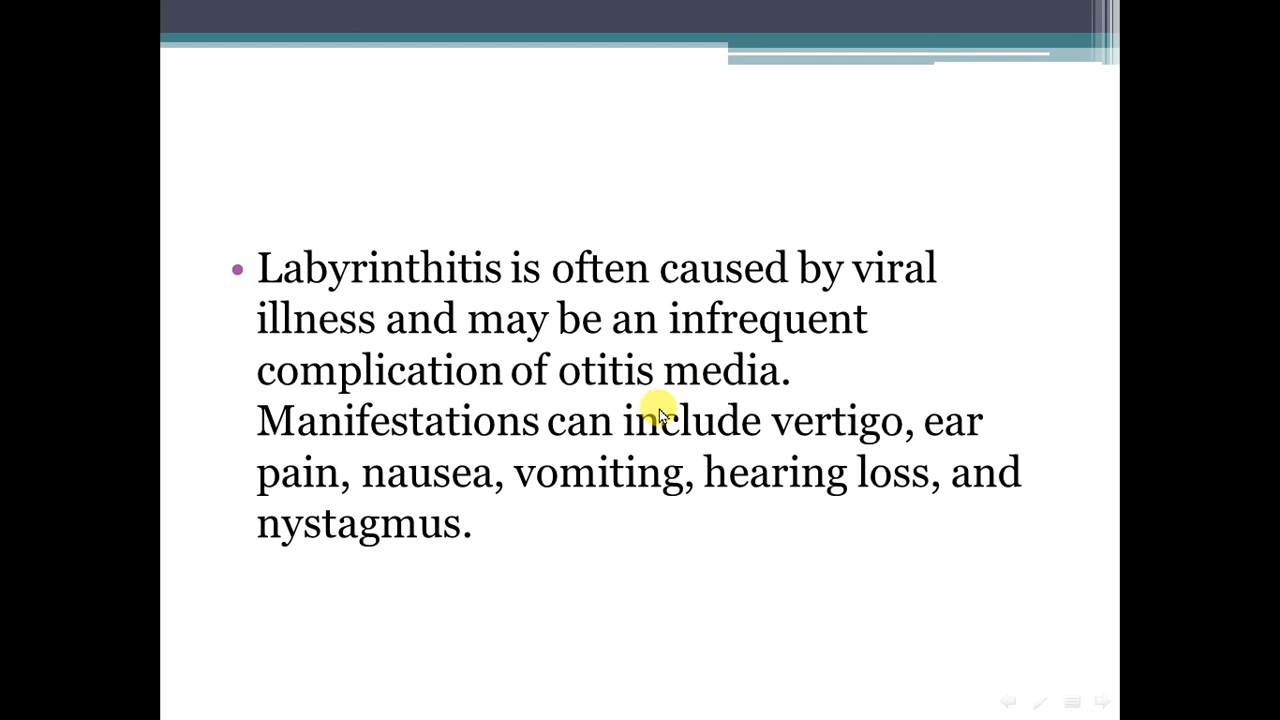 • Labyrinthitis is often caused by viral
illness and may be an infrequent
complication of otitis media.
Manifestations can include vertigo, ear
pain, nausea, vomiting, hearing loss, and
nystagmus.